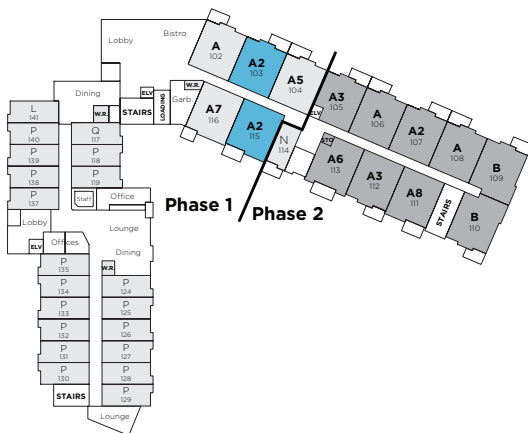 Lobby
Bistro
A
102
A2
103
A5
104
A3
105
A
106
A2
107
A
108
B
109
B
110
STAIRS
A8
111
A3
112
A6
113
STO
ELV
N
114
A2
115
A7
116
Garb.
W.R.
LOADING
STAIRS
ELV
W.R.
Dining
Phase 1
Phase 2
L
141
P
140
P
139
P
138
P
137
Q
117
P
118
P
119
Staff
Office
Lobby
ELV
Offices
Lounge
Dining
W.R.
P
135
P
134
P
133
P
132
P
131
P
130
STAIRS
P
124
P
125
P
126
P
127
P
128
P
129
Lounge